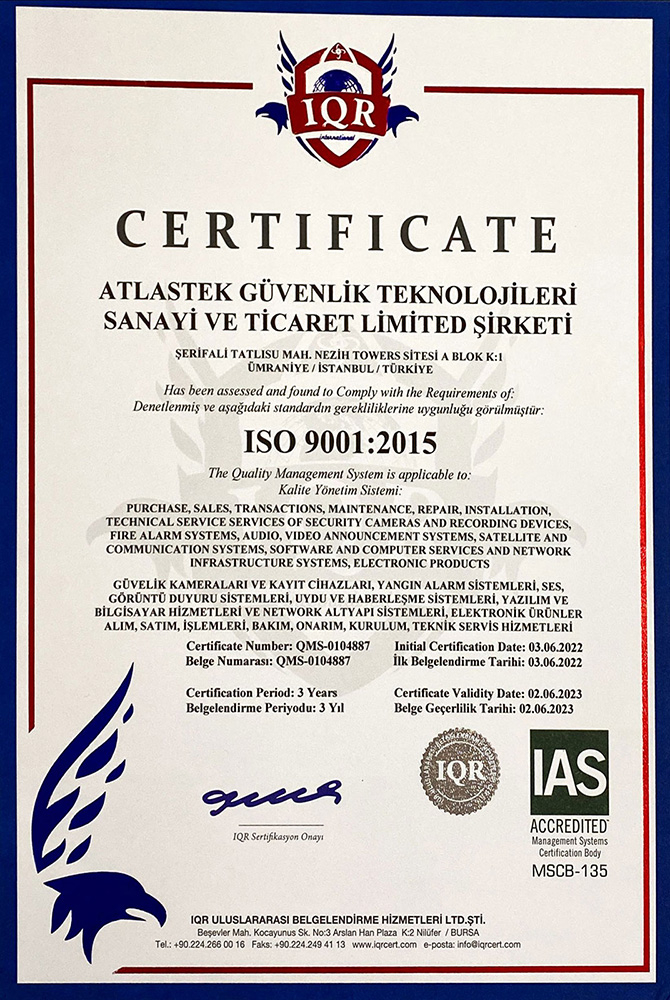 IQR
international
CERTIFICATE
ATLASTEK GÜVENLİK TEKNOLOJİLERİ
SANAYİ VE TİCARET LİMİTED ŞİRKETİ
ŞERİFALİ TATLISU MAH. NEZİH TOWERS SİTESİ A BLOK K:1
ÜMRANİYE / İSTANBUL / TÜRKİYE
Has been assessed and found to Comply with the Requirements of:
Denetlenmiş ve aşağıdaki standardın gerekliliklerine uygunluğu görülmüştür:
ISO 9001:2015
The Quality Management System is applicable to:
Kalite Yönetim Sistemi:
PURCHASE, SALES, TRANSACTIONS, MAINTENANCE, REPAIR, INSTALLATION,
TECHNICAL SERVICE SERVICES OF SECURITY CAMERAS AND RECORDING DEVICES,
FIRE ALARM SYSTEMS, AUDIO, VIDEO ANNOUNCEMENT SYSTEMS, SATELLITE AND
COMMUNICATION SYSTEMS, SOFTWARE AND COMPUTER SERVICES AND NETWORK
INFRASTRUCTURE SYSTEMS, ELECTRONIC PRODUCTS
GÜVELİK KAMERALARI VE KAYIT CİHAZLARI, YANGIN ALARM SİSTEMLERİ, SES,
GÖRÜNTÜ DUYURU SİSTEMLERİ, UYDU VE HABERLEŞME SİSTEMLERİ, YAZILIM VE
BİLGİSAYAR HİZMETLERİ VE NETWORK ALTYAPI SİSTEMLERİ, ELEKTRONİK ÜRÜNLER
ALIM, SATIM, İŞLEMLERİ, BAKIM, ONARIM, KURULUM, TEKNİK SERVİS HİZMETLERİ
Certificate Number: QMS-0104887 Initial Certification Date: 03.06.2022
Belge Numarası: QMS-0104887 İlk Belgelendirme Tarihi: 03.06.2022
Certification Period: 3 Years Certificate Validity Date: 02.06.2023
Belgelendirme Periyodu: 3 Yıl Belge Geçerlilik Tarihi: 02.06.2023
IQR
IAS
ACCREDITED
Management Systems
Certification Body
MSCB-135
IQR Sertifikasyon Onayı
IQR ULUSLARARASI BELGELENDİRME HİZMETLERİ LTD.ŞTİ.
Beşevler Mah. Kocayunus Sk. No:3 Arslan Han Plaza K:2 Nilüfer / BURSA
Tel.: +90.224.266 00 16 Faks: +90.224.249 41 13 www.iqrcert.com e-posta: info@iqrcert.com